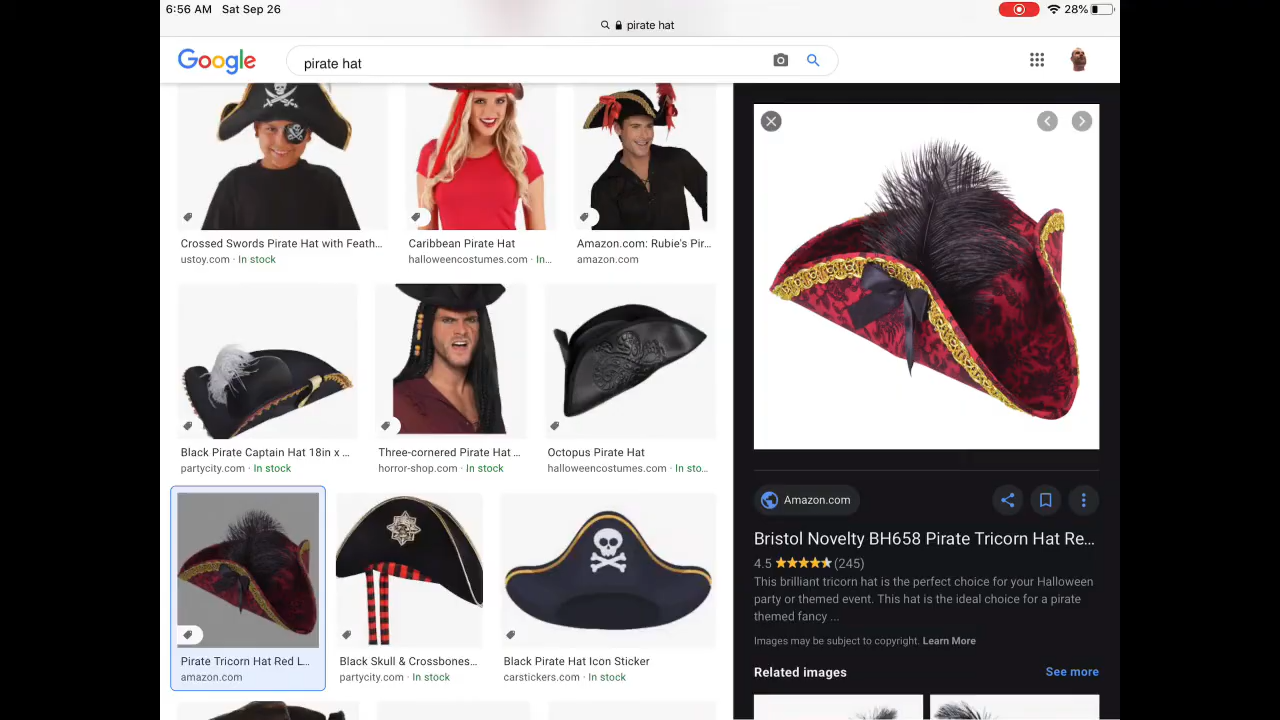 6:56 AM Sat Sep 26
28%
pirate hat
Google
pirate hat
Crossed Swords Pirate Hat with Feath...
ustoy.com · In stock
Caribbean Pirate Hat
halloweencostumes.com · In...
Amazon.com: Rubie's Pir...
amazon.com
Black Pirate Captain Hat 18in x ...
partycity.com · In stock
Three-cornered Pirate Hat ...
horror-shop.com · In stock
Octopus Pirate Hat
halloweencostumes.com · In sto...
Pirate Tricorn Hat Red L...
amazon.com
Black Skull & Crossbones...
partycity.com · In stock
Black Pirate Hat Icon Sticker
carstickers.com · In stock
Amazon.com
Bristol Novelty BH658 Pirate Tricorn Hat Re...
4.5 (245)
This brilliant tricorn hat is the perfect choice for your Halloween
party or themed event. This hat is the ideal choice for a pirate
themed fancy ...
Images may be subject to copyright. Learn More
Related images
See more